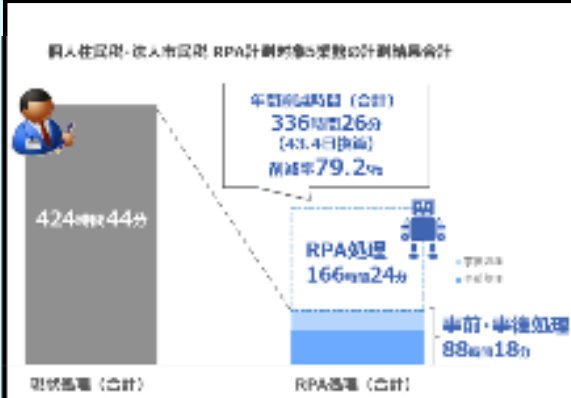 個人住民税・法人市民税 RPA計測対象5業務の計測結果合計
年間削減時間（合計）
336時間26分
(43.4日換算)
削減率79.2%
424時間44分
RPA処理
166時間24分
事前・事後処理
88時間18分
現状処理（合計）
RPA処理（合計）